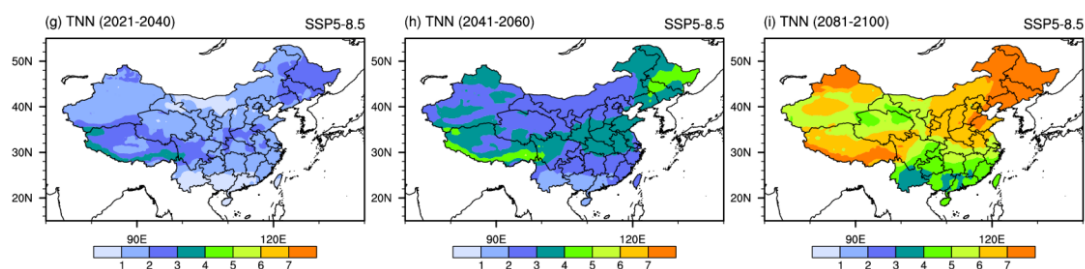 (g) TNN (2021-2040) SSP5-8.5
(h) TNN (2041-2060) SSP5-8.5
(i) TNN (2081-2100) SSP5-8.5
50N 50N 50N
40N 40N 40N
30N 30N 30N
20N 20N 20N
90E 120E 90E 120E 90E 120E
1 2 3 4 5 6 7
1 2 3 4 5 6 7
1 2 3 4 5 6 7